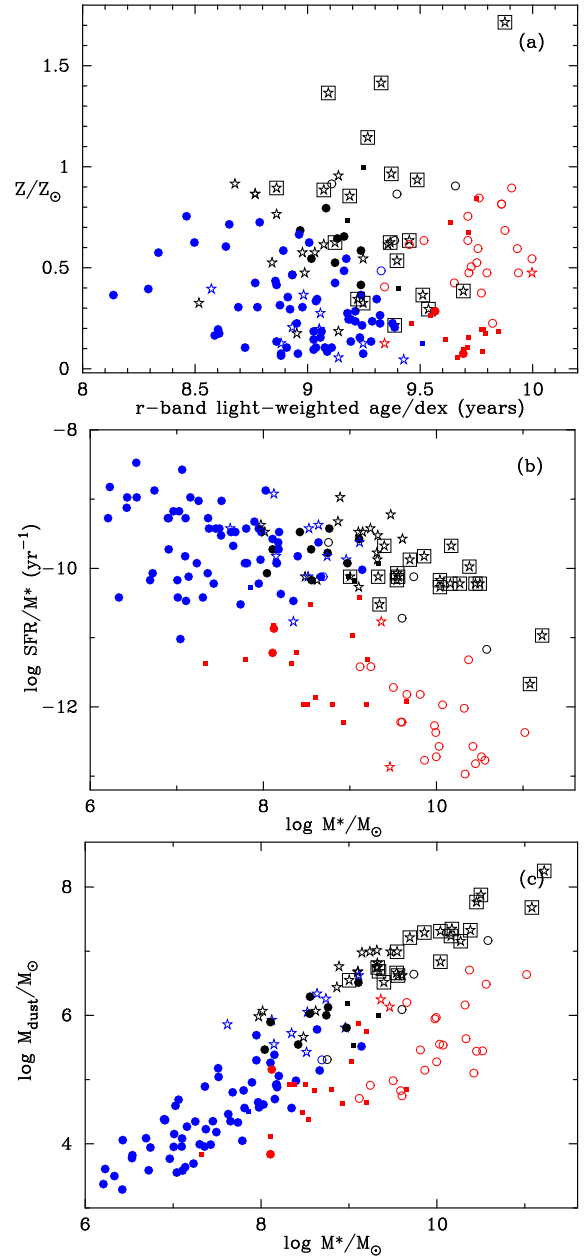 (a)
1.5
1
Z/Z⊙
0.5
0
8 8.5 9 9.5 10
r-band light-weighted age/dex (years)
-8
(b)
log SFR/M* (yr⁻¹)
-10
-12
6 8 10
log M*/M⊙
(c)
8
log M_dust/M⊙
6
4
6 8 10
log M*/M⊙